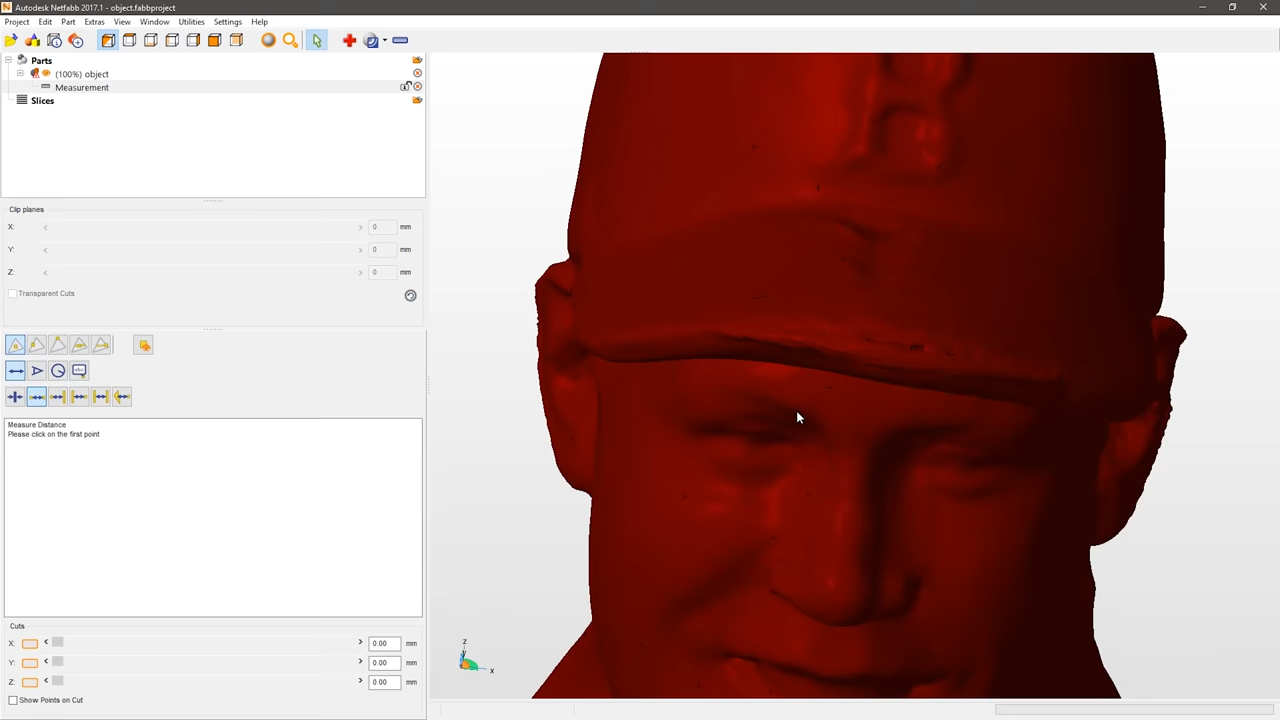 Autodesk Netfabb 2017.1 - object.fabbproject
Project Edit Part Extras View Window Utilities Settings Help
Parts
(100%) object
Measurement
Slices
Clip planes
X: 0 mm
Y: 0 mm
Z: 0 mm
Transparent Cuts
Measure Distance
Please click on the first point
Cuts
X: 0.00 mm
Y: 0.00 mm
Z: 0.00 mm
Show Points on Cut
z
x